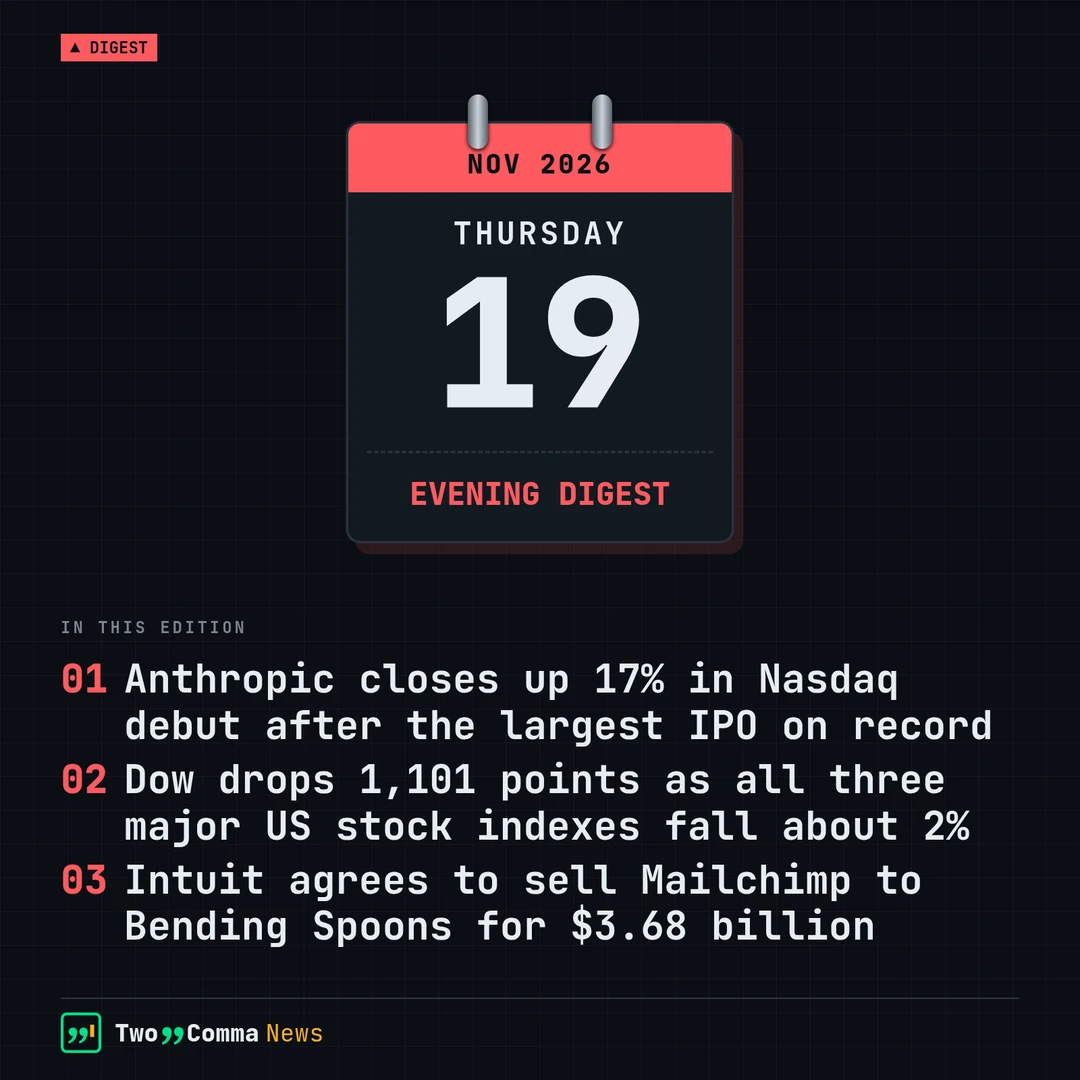 ▲ DIGEST
NOV 2026
THURSDAY
19
EVENING DIGEST
IN THIS EDITION
01 Anthropic closes up 17% in Nasdaq
debut after the largest IPO on record
02 Dow drops 1,101 points as all three
major US stock indexes fall about 2%
03 Intuit agrees to sell Mailchimp to
Bending Spoons for $3.68 billion
Two,,Comma News